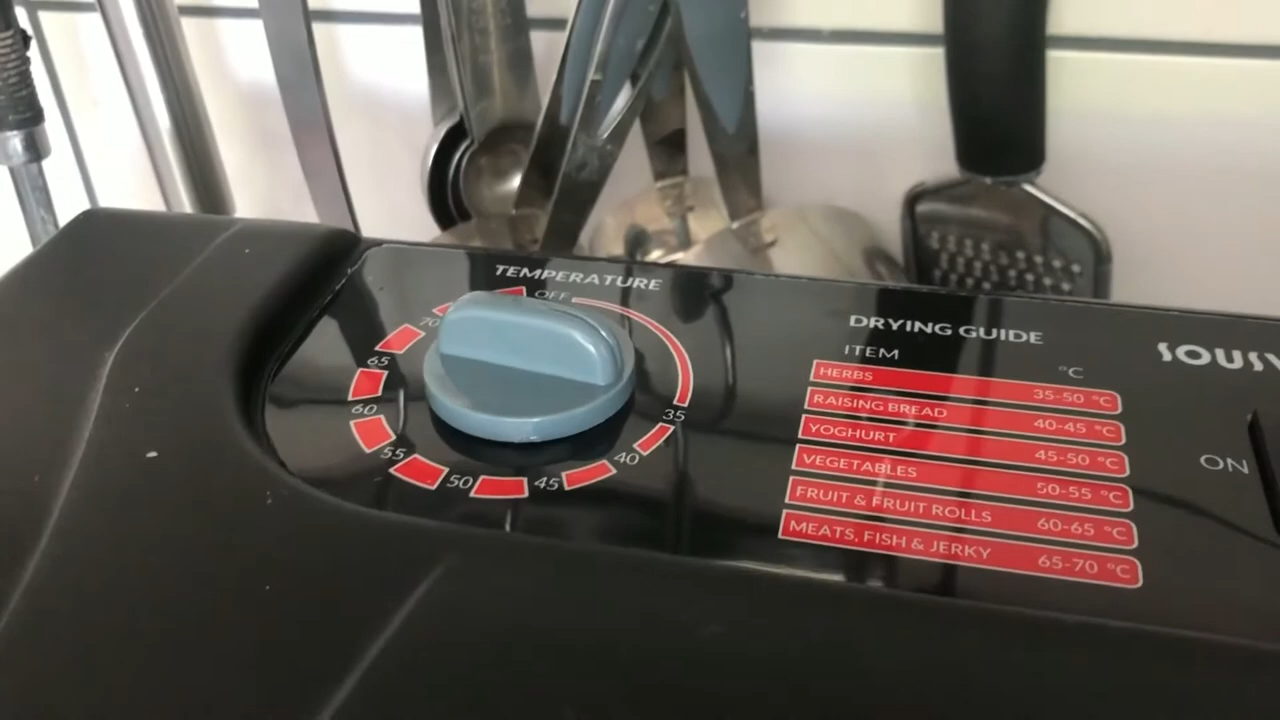 TEMPERATURE
OFF
70
65
60
55
50
45
40
35
DRYING GUIDE
ITEM °C
HERBS 35-50 °C
RAISING BREAD 40-45 °C
YOGHURT 45-50 °C
VEGETABLES 50-55 °C
FRUIT & FRUIT ROLLS 60-65 °C
MEATS, FISH & JERKY 65-70 °C
SOUSV
ON